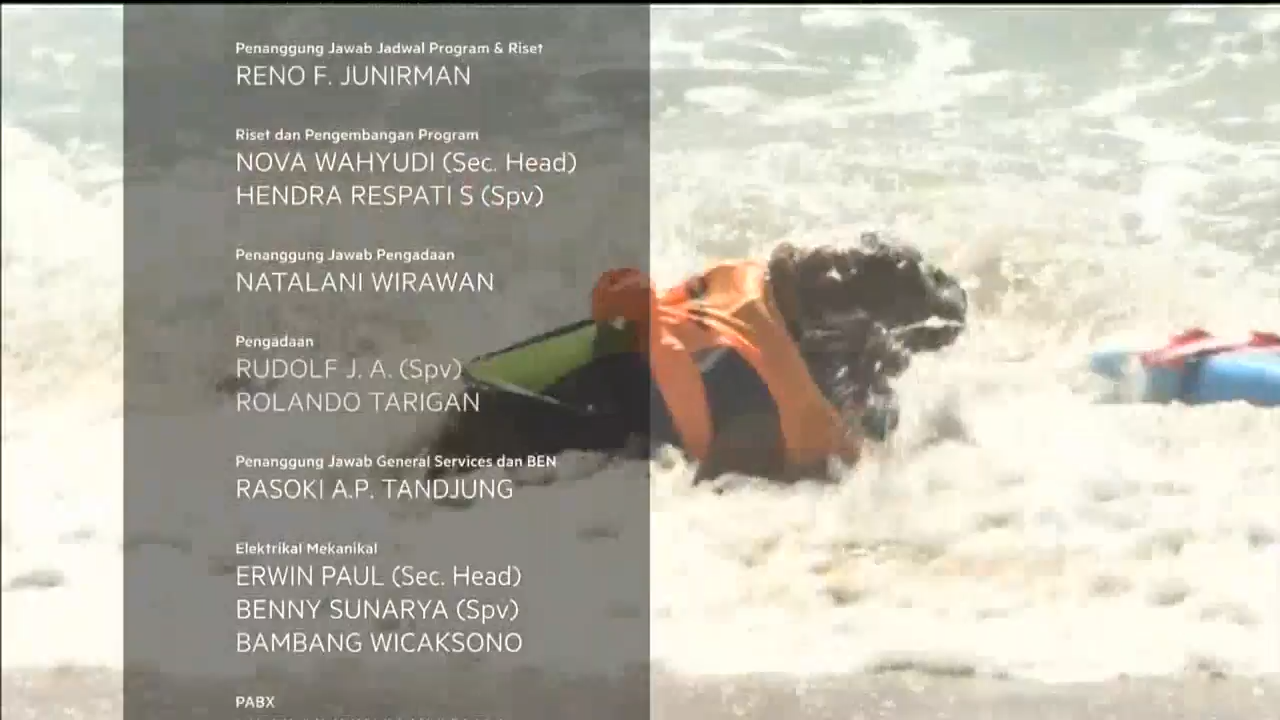 Penanggung Jawab Jadwal Program & Riset
RENO F. JUNIRMAN
Riset dan Pengembangan Program
NOVA WAHYUDI (Sec. Head)
HENDRA RESPATI S (Spv)
Penanggung Jawab Pengadaan
NATALANI WIRAWAN
Pengadaan
RUDOLF J. A. (Spv)
ROLANDO TARIGAN
Penanggung Jawab General Services dan BEN
RASOKI A.P. TANDJUNG
Elektrikal Mekanikal
ERWIN PAUL (Sec. Head)
BENNY SUNARYA (Spv)
BAMBANG WICAKSONO
PABX